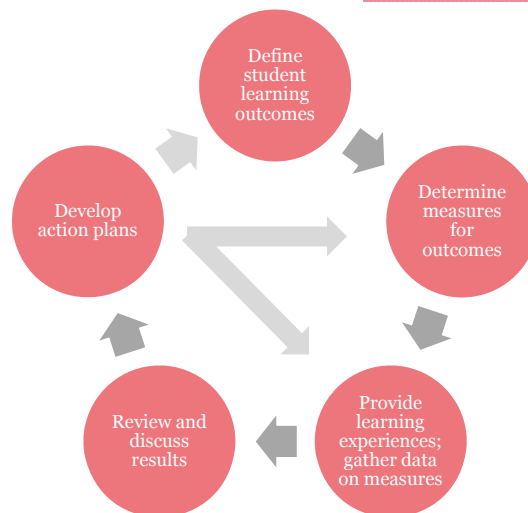 Define
student
learning
outcomes
Determine
measures
for
outcomes
Provide
learning
experiences;
gather data
on measures
Review and
discuss
results
Develop
action plans